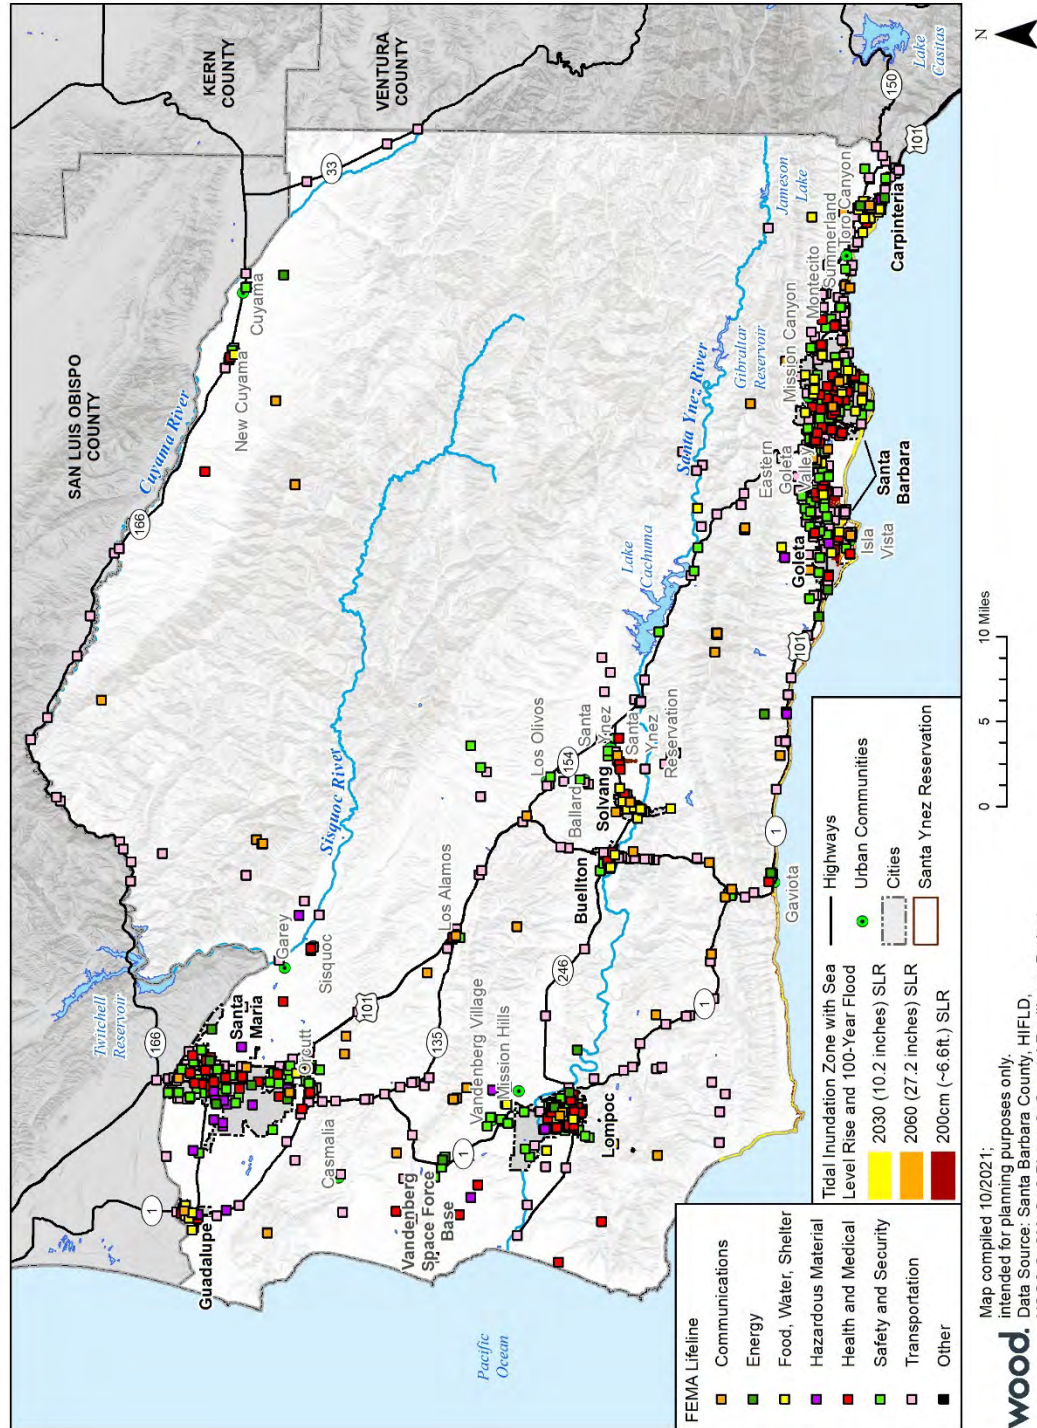 SAN LUIS OBISPO
COUNTY
KERN
COUNTY
VENTURA
COUNTY
Twitchell
Reservoir
166
Cuyama River
166
New Cuyama
Cuyama
33
1
Guadalupe
Santa
Maria
Orcutt
Garey
Sisquoc
Sisquoc River
Casmalia
101
135
Los Alamos
Vandenberg
Space Force
Base
1
Vandenberg Village
Mission Hills
Lompoc
246
Buellton
Los Olivos
154
Ballard
Solvang
Santa
Ynez
Santa
Ynez
Reservation
Lake
Cachuma
Santa Ynez River
Gibraltar
Reservoir
Jameson
Lake
Lake
Casitas
150
101
1
1
Gaviota
101
Goleta
Isla
Vista
Eastern
Goleta
Valley
Santa
Barbara
Mission Canyon
Montecito
Summerland
Toro Canyon
Carpinteria
Pacific
Ocean
FEMA Lifeline
Communications
Energy
Food, Water, Shelter
Hazardous Material
Health and Medical
Safety and Security
Transportation
Other
Tidal Inundation Zone with Sea
Level Rise and 100-Year Flood
2030 (10.2 inches) SLR
2060 (27.2 inches) SLR
200cm (~6.6ft.) SLR
Highways
Urban Communities
Cities
Santa Ynez Reservation
0 5 10 Miles
N
wood.
Map compiled 10/2021;
intended for planning purposes only.
Data Source: Santa Barbara County, HIFLD,